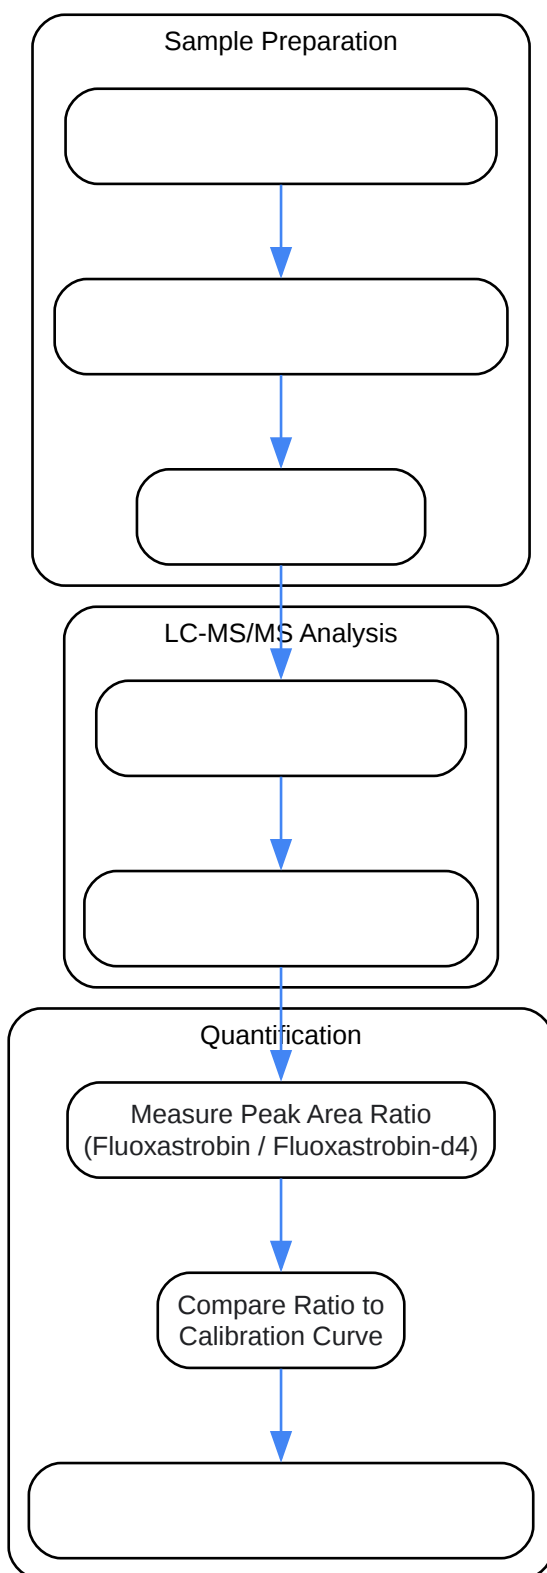 Sample Preparation
LC-MS/MS Analysis
Quantification
Measure Peak Area Ratio
(Fluoxastrobin / Fluoxastrobin-d4)
Compare Ratio to
Calibration Curve